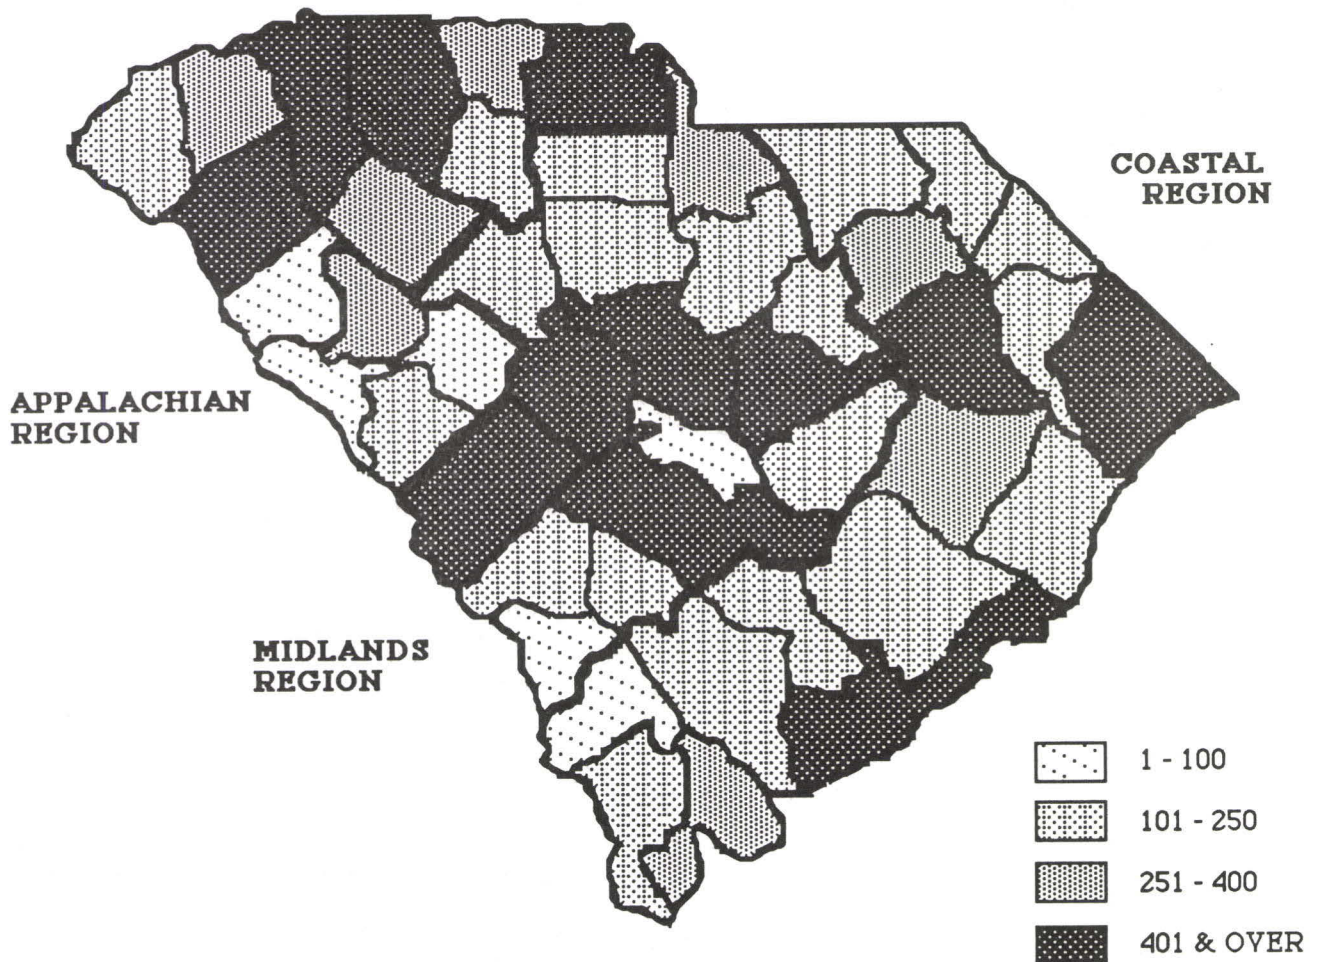 COASTAL
REGION
APPALACHIAN
REGION
MIDLANDS
REGION
1 - 100
101 - 250
251 - 400
401 & OVER